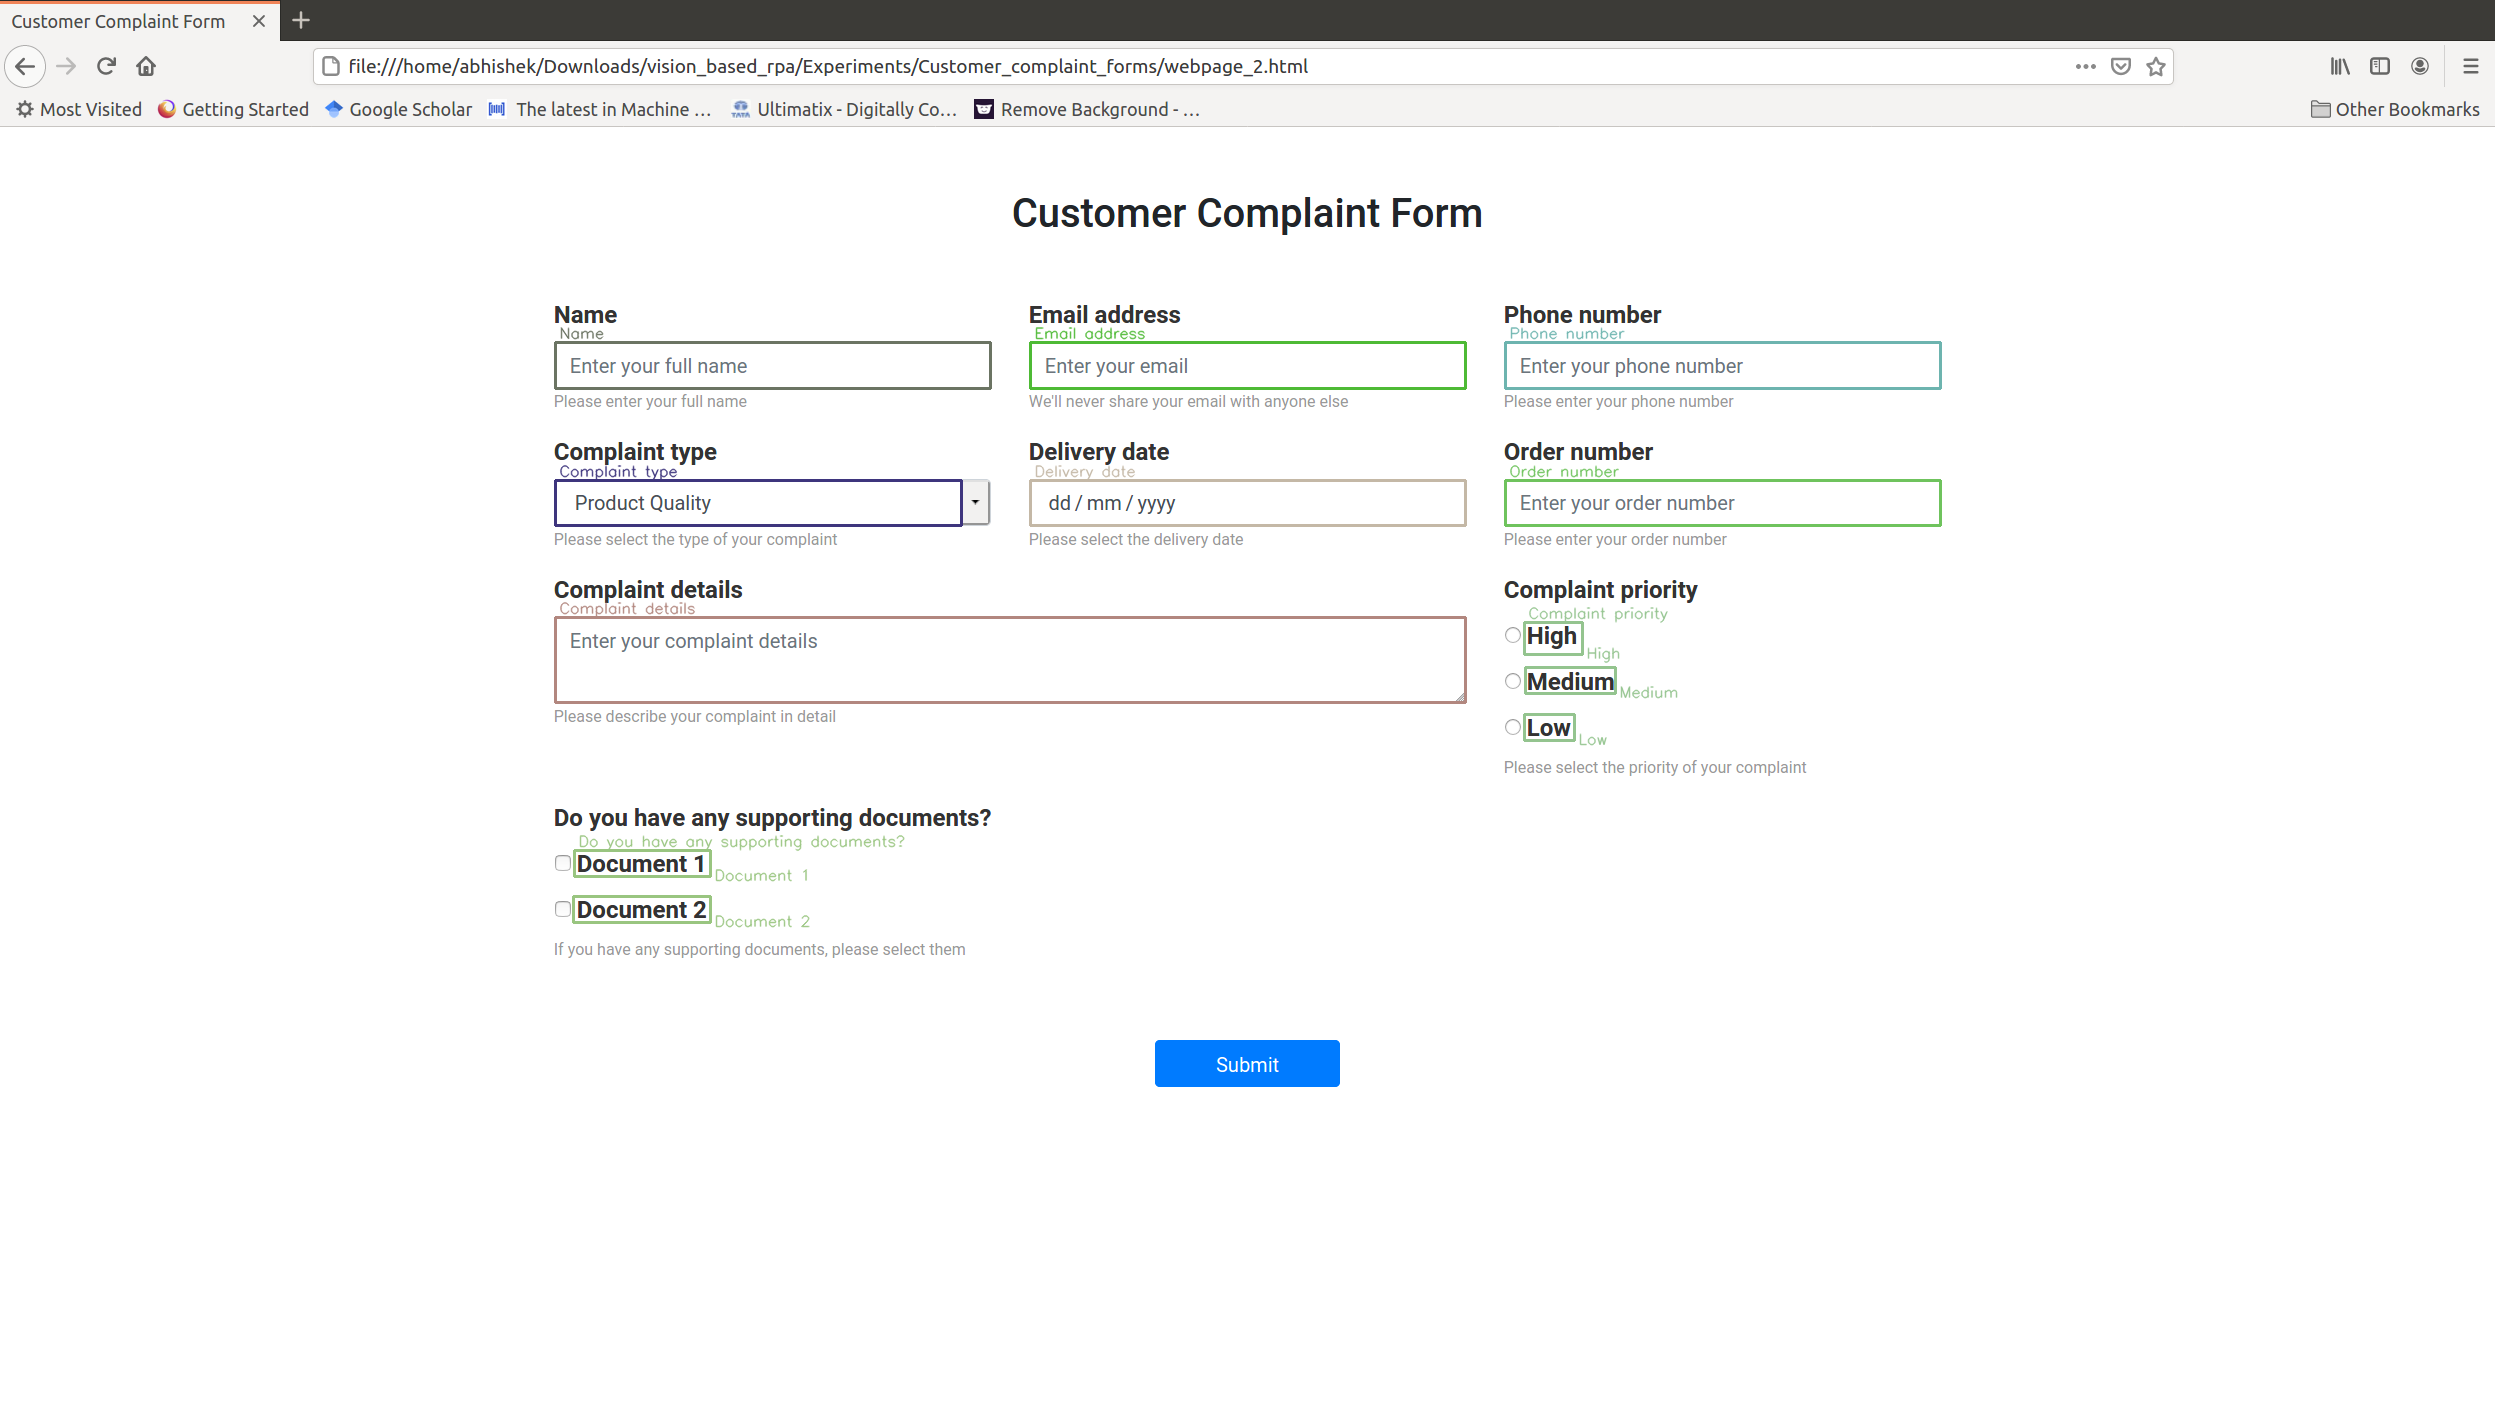 Customer Complaint Form
file:///home/abhishek/Downloads/vision_based_rpa/Experiments/Customer_complaint_forms/webpage_2.html
Most Visited Getting Started Google Scholar The latest in Machine … Ultimatix - Digitally Co… Remove Background - … Other Bookmarks
Customer Complaint Form
Name Email address Phone number
Name Email address Phone number
Enter your full name Enter your email Enter your phone number
Please enter your full name We'll never share your email with anyone else Please enter your phone number
Complaint type Delivery date Order number
Complaint type Delivery date Order number
Product Quality dd / mm / yyyy Enter your order number
Please select the type of your complaint Please select the delivery date Please enter your order number
Complaint details Complaint priority
Complaint details Complaint priority
Enter your complaint details
High High
Medium Medium
Low Low
Please describe your complaint in detail
Please select the priority of your complaint
Do you have any supporting documents?
Do you have any supporting documents?
Document 1 Document 1
Document 2 Document 2
If you have any supporting documents, please select them
Submit